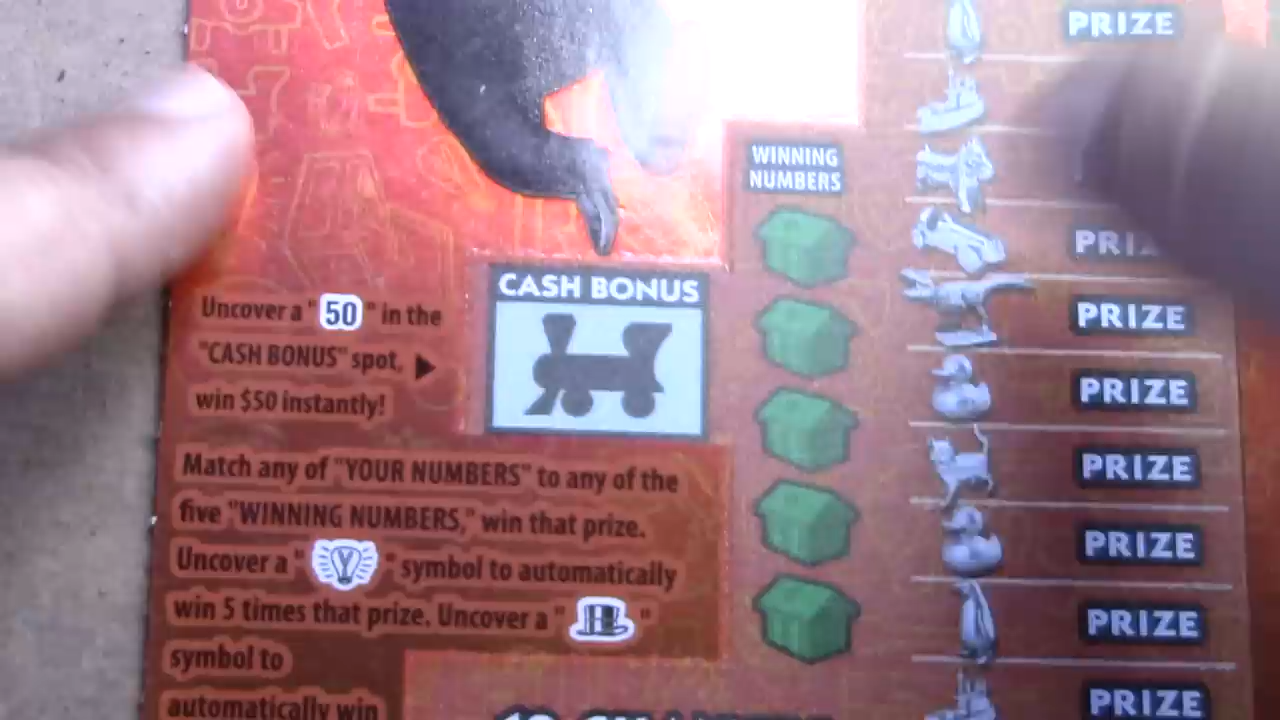 PRIZE
WINNING
NUMBERS
PRIZE
CASH BONUS
Uncover a "50" in the
"CASH BONUS" spot,
win $50 instantly!
PRIZE
PRIZE
PRIZE
Match any of "YOUR NUMBERS" to any of the
five "WINNING NUMBERS," win that prize.
Uncover a " " symbol to automatically
win 5 times that prize. Uncover a " "
symbol to
automatically win
PRIZE
PRIZE
PRIZE